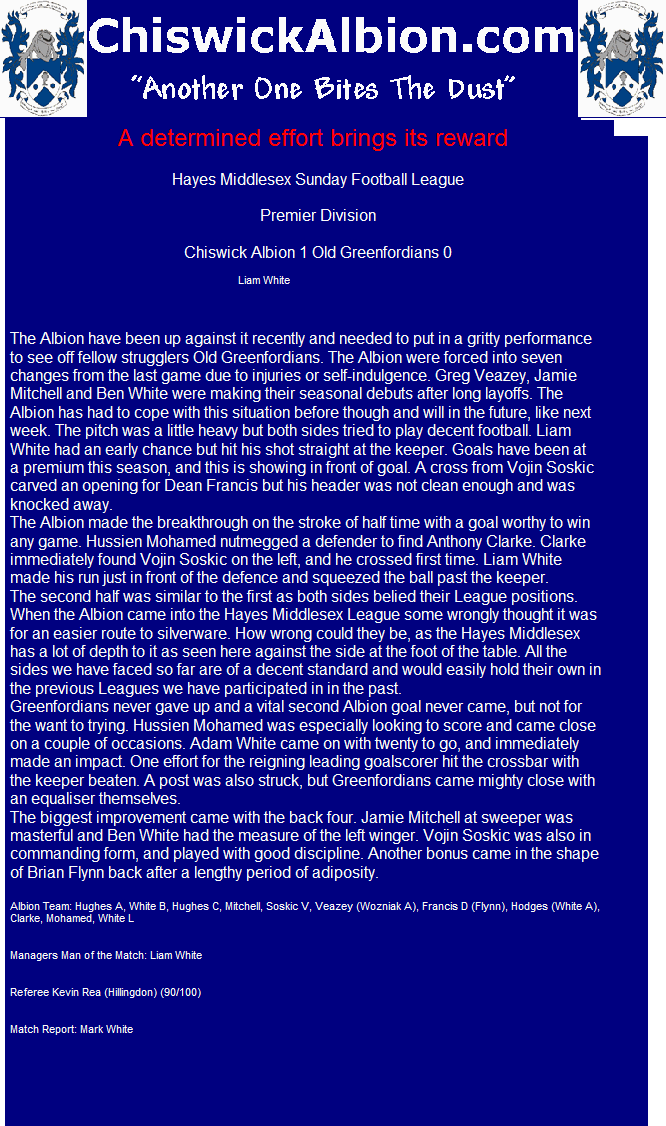 ChiswickAlbion.com
"Another One Bites The Dust"
A determined effort brings its reward
Hayes Middlesex Sunday Football League
Premier Division
Chiswick Albion 1 Old Greenfordians 0
Liam White
The Albion have been up against it recently and needed to put in a gritty performance
to see off fellow strugglers Old Greenfordians. The Albion were forced into seven
changes from the last game due to injuries or self-indulgence. Greg Veazey, Jamie
Mitchell and Ben White were making their seasonal debuts after long layoffs. The
Albion has had to cope with this situation before though and will in the future, like next
week. The pitch was a little heavy but both sides tried to play decent football. Liam
White had an early chance but hit his shot straight at the keeper. Goals have been at
a premium this season, and this is showing in front of goal. A cross from Vojin Soskic
carved an opening for Dean Francis but his header was not clean enough and was
knocked away.
The Albion made the breakthrough on the stroke of half time with a goal worthy to win
any game. Hussien Mohamed nutmegged a defender to find Anthony Clarke. Clarke
immediately found Vojin Soskic on the left, and he crossed first time. Liam White
made his run just in front of the defence and squeezed the ball past the keeper.
The second half was similar to the first as both sides belied their League positions.
When the Albion came into the Hayes Middlesex League some wrongly thought it was
for an easier route to silverware. How wrong could they be, as the Hayes Middlesex
has a lot of depth to it as seen here against the side at the foot of the table. All the
sides we have faced so far are of a decent standard and would easily hold their own in
the previous Leagues we have participated in in the past.
Greenfordians never gave up and a vital second Albion goal never came, but not for
the want to trying. Hussien Mohamed was especially looking to score and came close
on a couple of occasions. Adam White came on with twenty to go, and immediately
made an impact. One effort for the reigning leading goalscorer hit the crossbar with
the keeper beaten. A post was also struck, but Greenfordians came mighty close with
an equaliser themselves.
The biggest improvement came with the back four. Jamie Mitchell at sweeper was
masterful and Ben White had the measure of the left winger. Vojin Soskic was also in
commanding form, and played with good discipline. Another bonus came in the shape
of Brian Flynn back after a lengthy period of adiposity.
Albion Team: Hughes A, White B, Hughes C, Mitchell, Soskic V, Veazey (Wozniak A), Francis D (Flynn), Hodges (White A),
Clarke, Mohamed, White L
Managers Man of the Match: Liam White
Referee Kevin Rea (Hillingdon) (90/100)
Match Report: Mark White